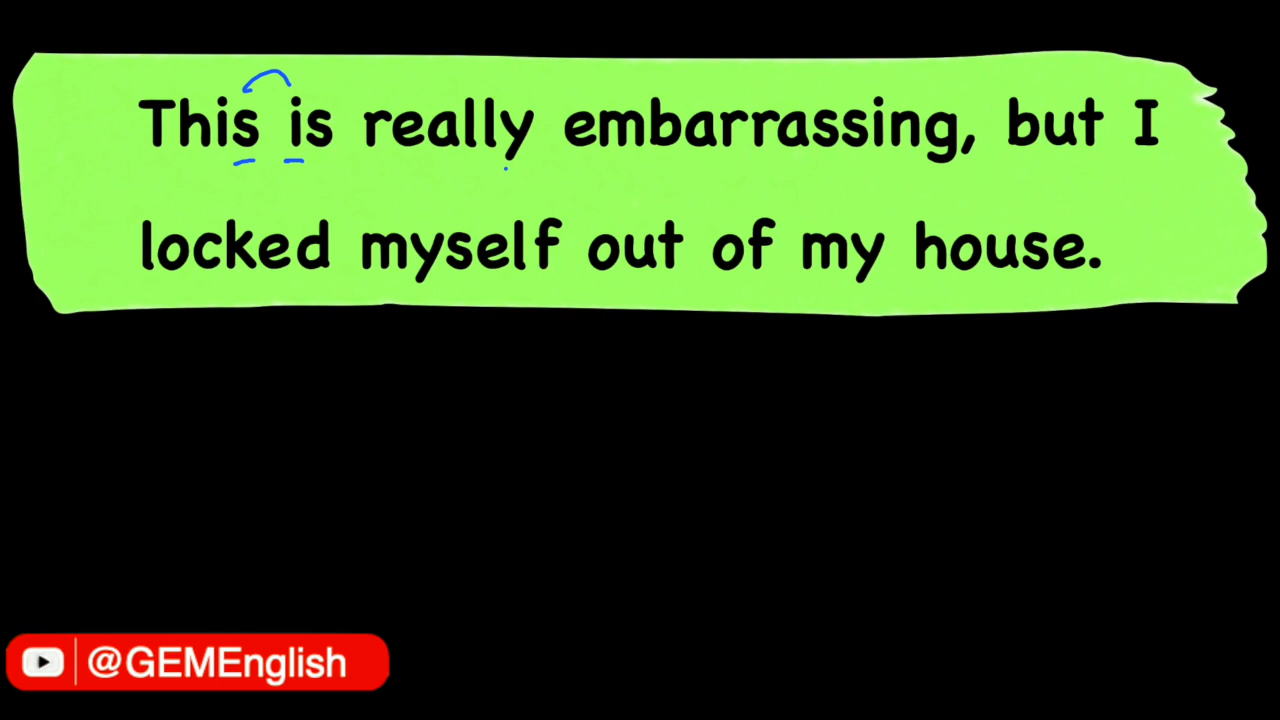 This is really embarrassing, but I
locked myself out of my house.
@GEMEnglish